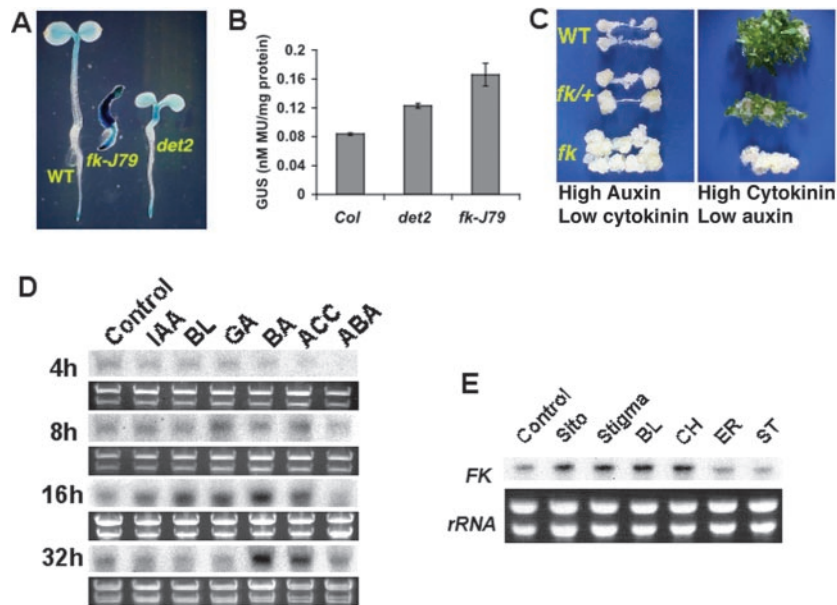 A
WT
fk-J79
det2
B
GUS (nM MU/mg protein)
0.2
0.16
0.12
0.08
0.04
0
Col
det2
fk-J79
C
WT
fk/+
fk
High Auxin
Low cytokinin
High Cytokinin
Low auxin
D
Control
IAA
BL
GA
BA
ACC
ABA
4h
8h
16h
32h
E
Control
Sito
Stigma
BL
CH
ER
ST
FK
rRNA